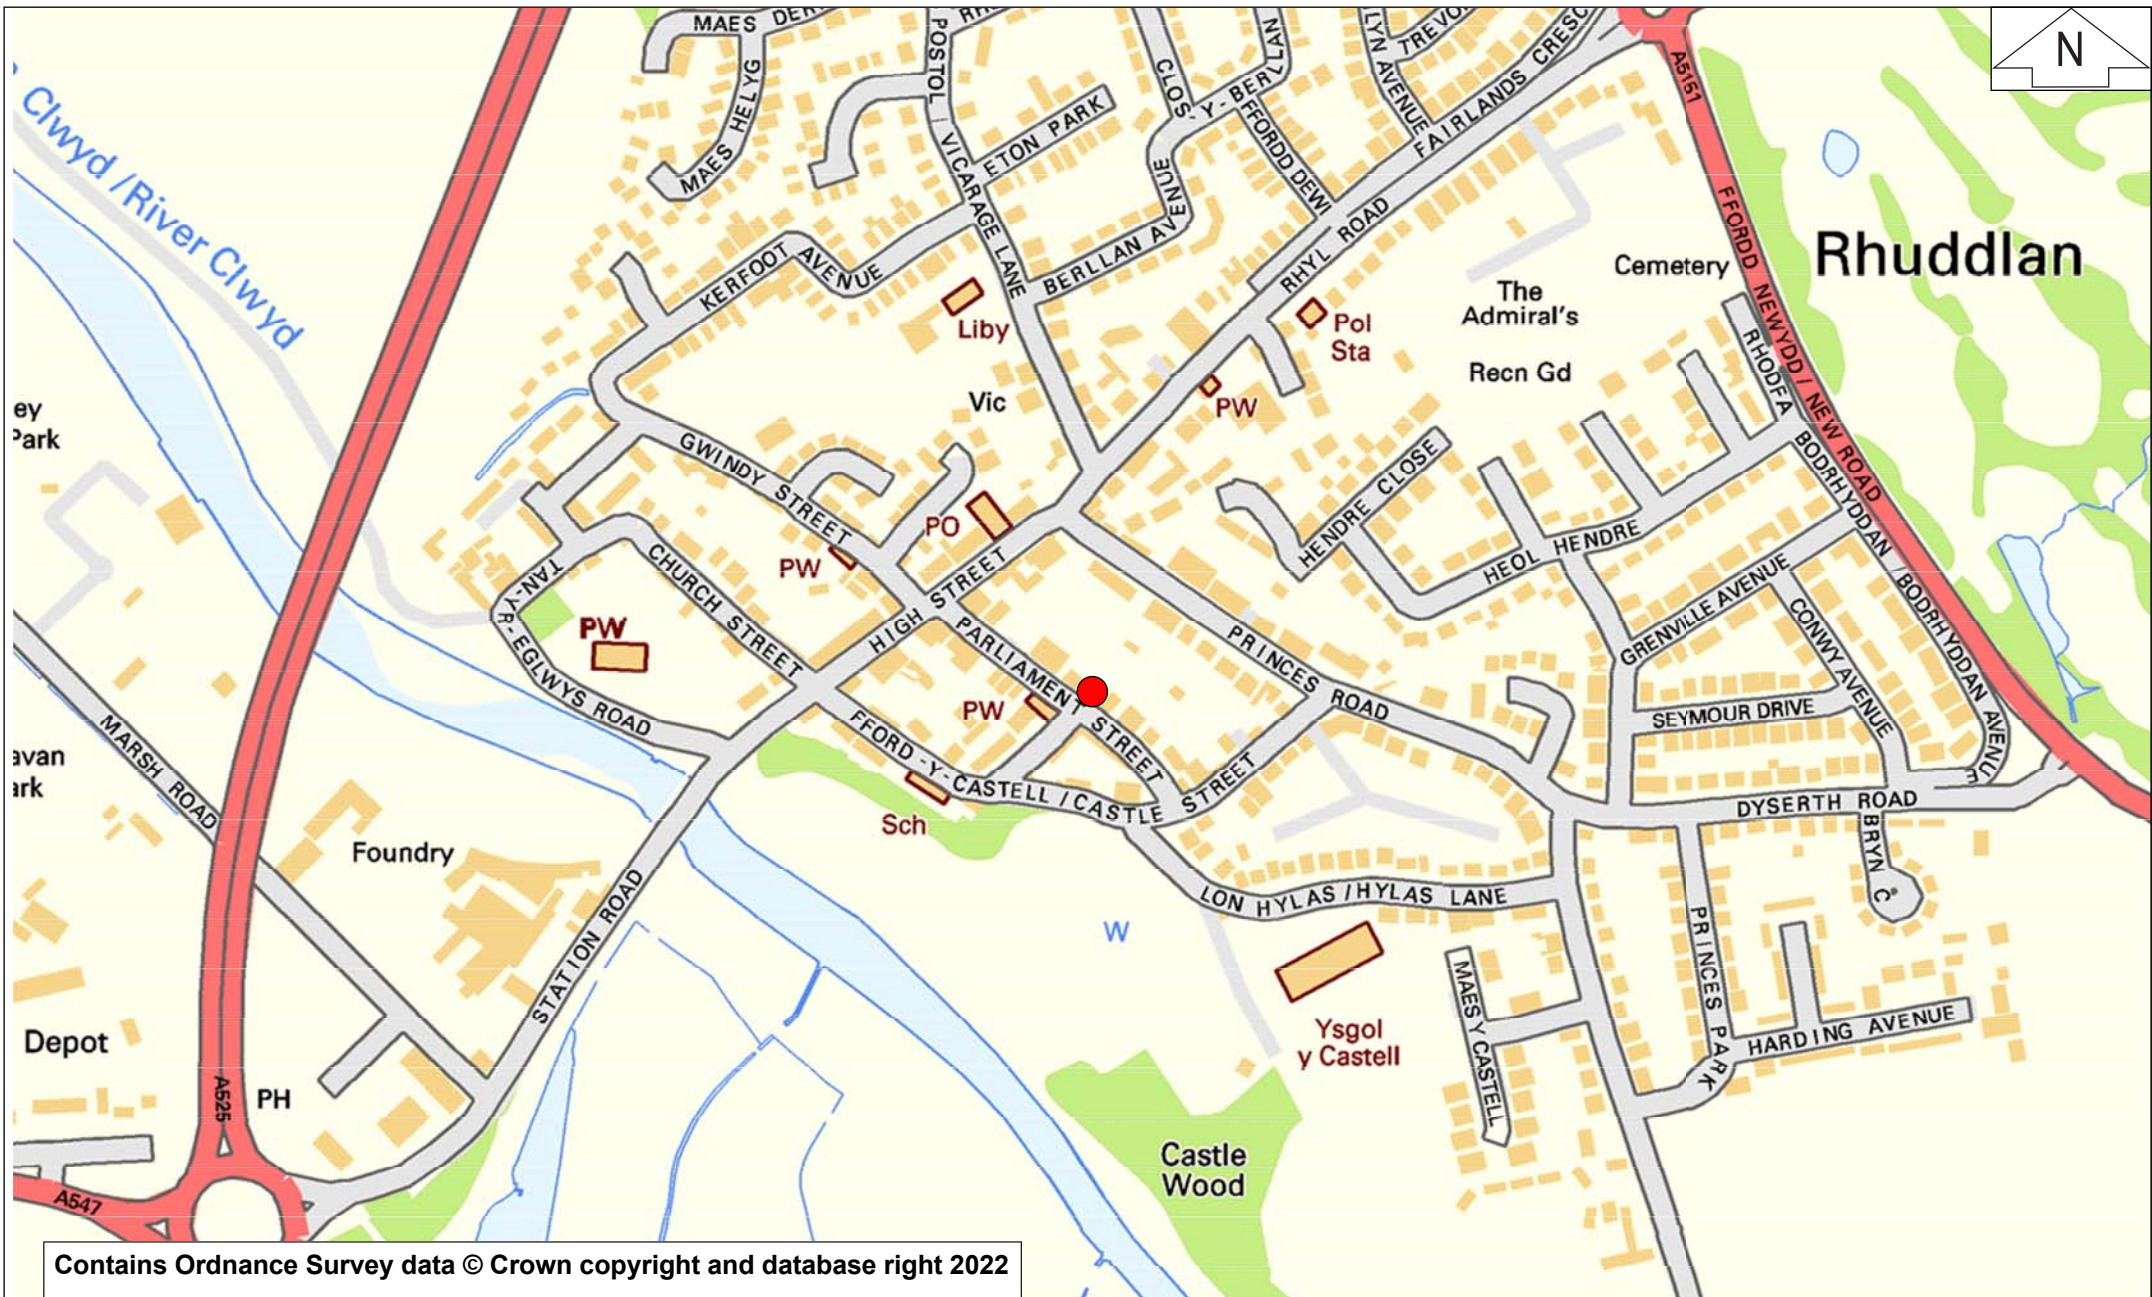 MAES
MAES HELYG
POSTOL
VICARAGE LANE
ETON PARK
CLOS-Y-BERLLAN
FFORDD DEWI
AVENUE
FAIRLANDS
A5151
N
Clwyd / River Clwyd
KERFOOT AVENUE
BERLLAN AVENUE
RHYL ROAD
FFORDD NEWYDD / NEW ROAD
Rhuddlan
Cemetery
The
Admiral's
Recn Gd
Liby
Pol
Sta
PW
Vic
RHODFA
BODRHYDDAN / BODRHYDDAN AVENUE
ey
Park
GWINDY STREET
PO
PW
HIGH STREET
HENDRE CLOSE
HEOL HENDRE
GRENVILLE AVENUE
CONWY AVENUE
SEYMOUR DRIVE
TAN-YR-EGLWYS ROAD
CHURCH STREET
PW
PARLIAMENT STREET
PW
PRINCES ROAD
FFORD-Y-CASTELL / CASTLE STREET
Sch
MARSH ROAD
avan
ark
Foundry
STATION ROAD
DYSERTH ROAD
BRYN C
LON HYLAS / HYLAS LANE
W
Ysgol
y Castell
MAES Y CASTELL
PRINCES PARK
HARDING AVENUE
Depot
A525
PH
A547
Castle
Wood
Contains Ordnance Survey data © Crown copyright and database right 2022